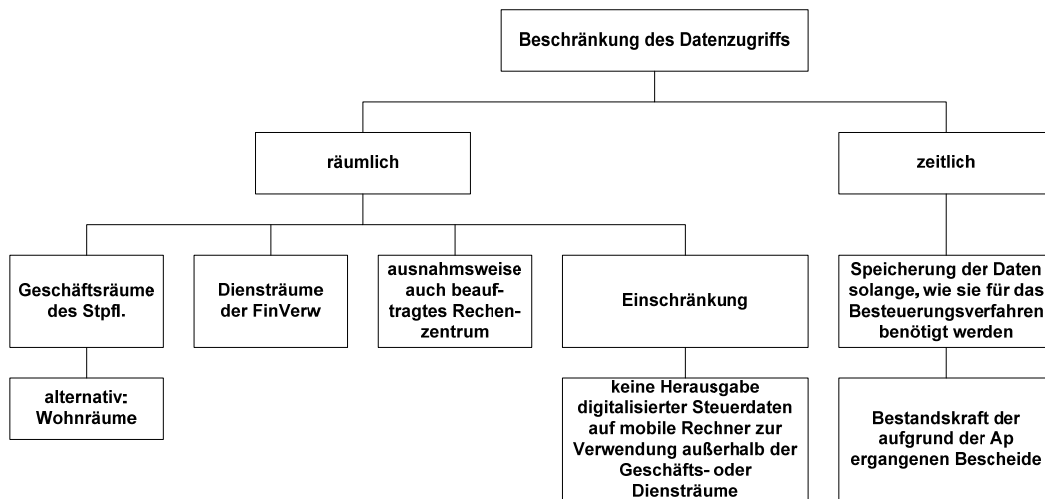 Beschränkung des Datenzugriffs
räumlich
zeitlich
Geschäftsräume
des Stpfl.
Diensträume
der FinVerw
ausnahmsweise
auch beauf-
tragtes Rechen-
zentrum
Einschränkung
Speicherung der Daten
solange, wie sie für das
Besteuerungsverfahren
benötigt werden
alternativ:
Wohnräume
keine Herausgabe
digitalisierter Steuerdaten
auf mobile Rechner zur
Verwendung außerhalb der
Geschäfts- oder
Diensträume
Bestandskraft der
aufgrund der Ap
ergangenen Bescheide